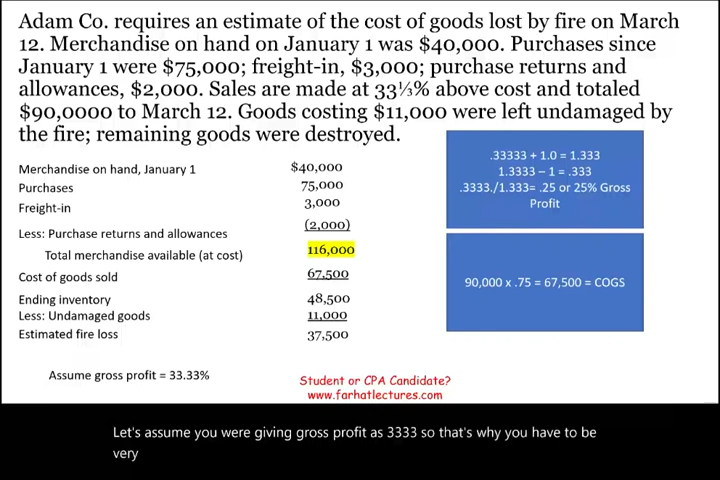 Adam Co. requires an estimate of the cost of goods lost by fire on March
12. Merchandise on hand on January 1 was $40,000. Purchases since
January 1 were $75,000; freight-in, $3,000; purchase returns and
allowances, $2,000. Sales are made at 33⅓% above cost and totaled
$90,0000 to March 12. Goods costing $11,000 were left undamaged by
the fire; remaining goods were destroyed.
Merchandise on hand, January 1 $40,000
Purchases 75,000
Freight-in 3,000
Less: Purchase returns and allowances (2,000)
Total merchandise available (at cost) 116,000
Cost of goods sold 67,500
Ending inventory 48,500
Less: Undamaged goods 11,000
Estimated fire loss 37,500
.33333 + 1.0 = 1.333
1.3333 – 1 = .333
.3333./1.333= .25 or 25% Gross
Profit
90,000 x .75 = 67,500 = COGS
Assume gross profit = 33.33%
Student or CPA Candidate?
www.farhatlectures.com
Let's assume you were giving gross profit as 3333 so that's why you have to be
very